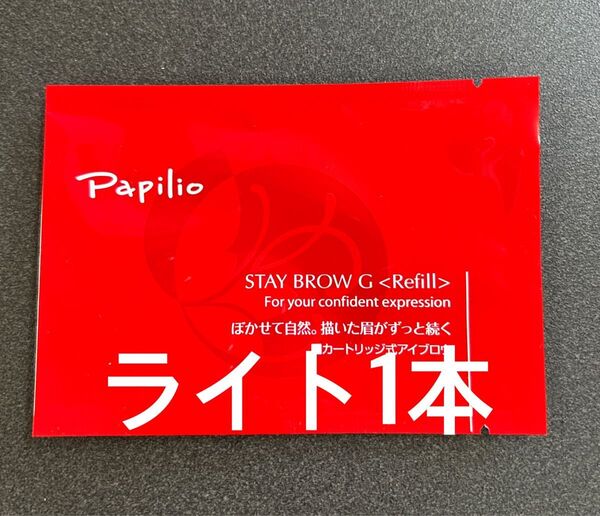 Papilio
STAY BROW G <Refill>
For your confident expression
ぼかせて自然。描いた眉がずっと続く
■カートリッジ式アイブロウ
ライト1本